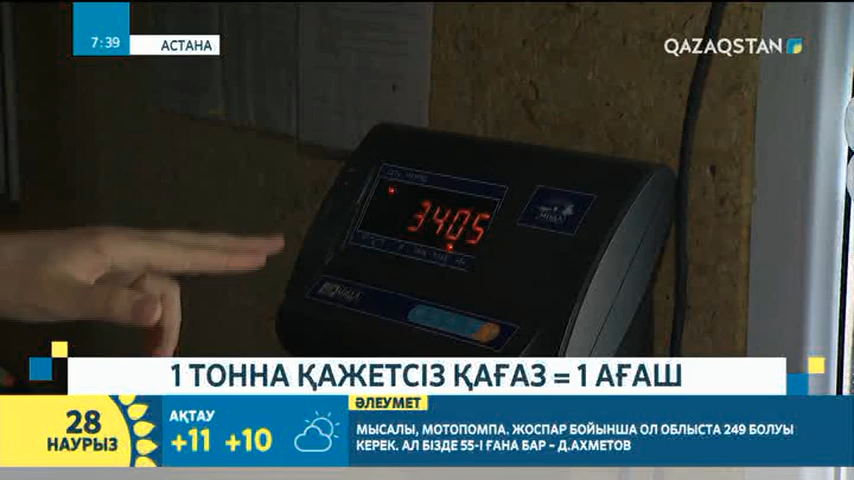 7:39
АСТАНА
QAZAQSTAN
3405
1 ТОННА ҚАЖЕТСІЗ ҚАҒАЗ = 1 АҒАШ
28
НАУРЫЗ
АҚТАУ
+11 +10
ӘЛЕУМЕТ
МЫСАЛЫ, МОТОПОМПА. ЖОСПАР БОЙЫНША ОЛ ОБЛЫСТА 249 БОЛУЫ
КЕРЕК. АЛ БІЗДЕ 55-І ҒАНА БАР – Д.АХМЕТОВ